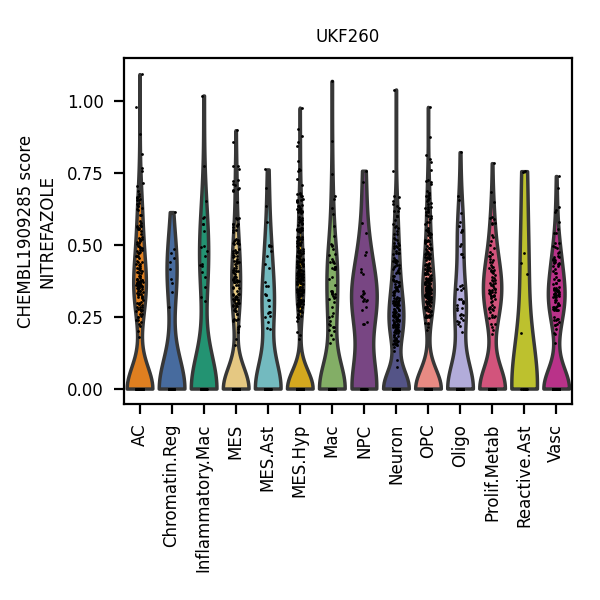 UKF260
CHEMBL1909285 score
NITREFAZOLE
1.00
0.75
0.50
0.25
0.00
AC
Chromatin.Reg
Inflammatory.Mac
MES
MES.Ast
MES.Hyp
Mac
NPC
Neuron
OPC
Oligo
Prolif.Metab
Reactive.Ast
Vasc